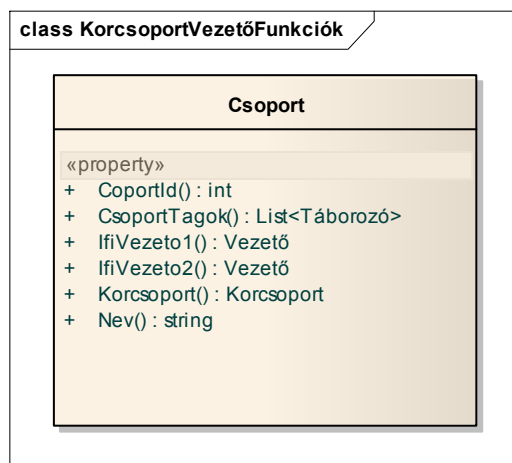 class KorcsoportVezetőFunkciók
Csoport
«property»
+ CoportId() : int
+ CsoportTagok() : List<Táborozó>
+ IfiVezeto1() : Vezető
+ IfiVezeto2() : Vezető
+ Korcsoport() : Korcsoport
+ Nev() : string